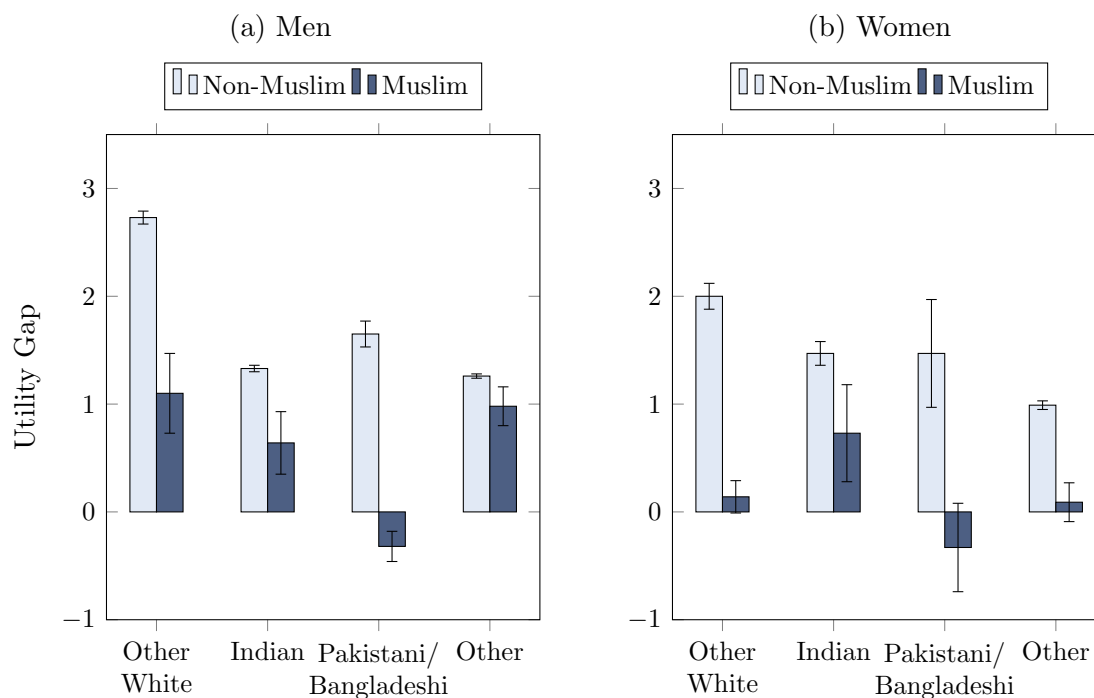 (a) Men
Non-Muslim Muslim
3
2
1
0
−1
Utility Gap
Other White
Indian
Pakistani/ Bangladeshi
Other
(b) Women
Non-Muslim Muslim
3
2
1
0
−1
Other White
Indian
Pakistani/ Bangladeshi
Other